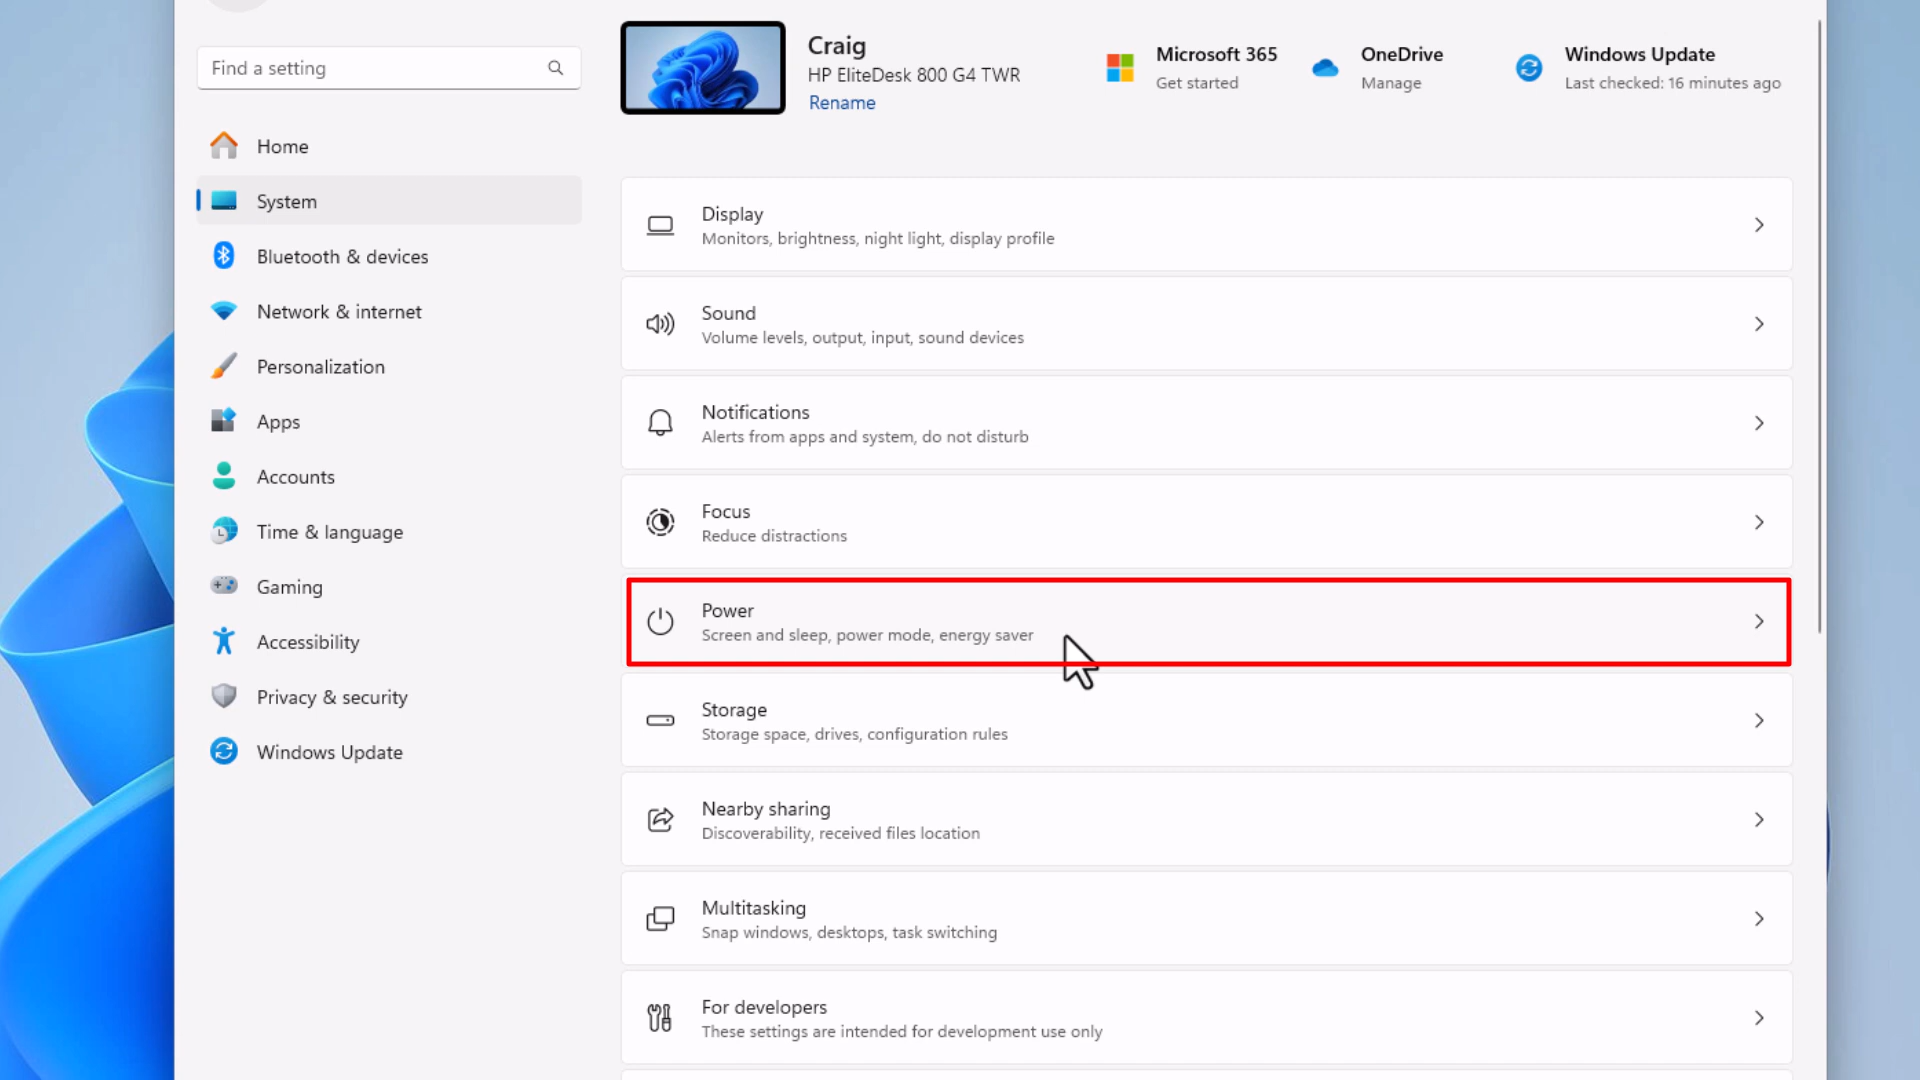 Find a setting
Home
System
Bluetooth & devices
Network & internet
Personalization
Apps
Accounts
Time & language
Gaming
Accessibility
Privacy & security
Windows Update
Craig
HP EliteDesk 800 G4 TWR
Rename
Microsoft 365
Get started
OneDrive
Manage
Windows Update
Last checked: 16 minutes ago
Display
Monitors, brightness, night light, display profile
Sound
Volume levels, output, input, sound devices
Notifications
Alerts from apps and system, do not disturb
Focus
Reduce distractions
Power
Screen and sleep, power mode, energy saver
Storage
Storage space, drives, configuration rules
Nearby sharing
Discoverability, received files location
Multitasking
Snap windows, desktops, task switching
For developers
These settings are intended for development use only